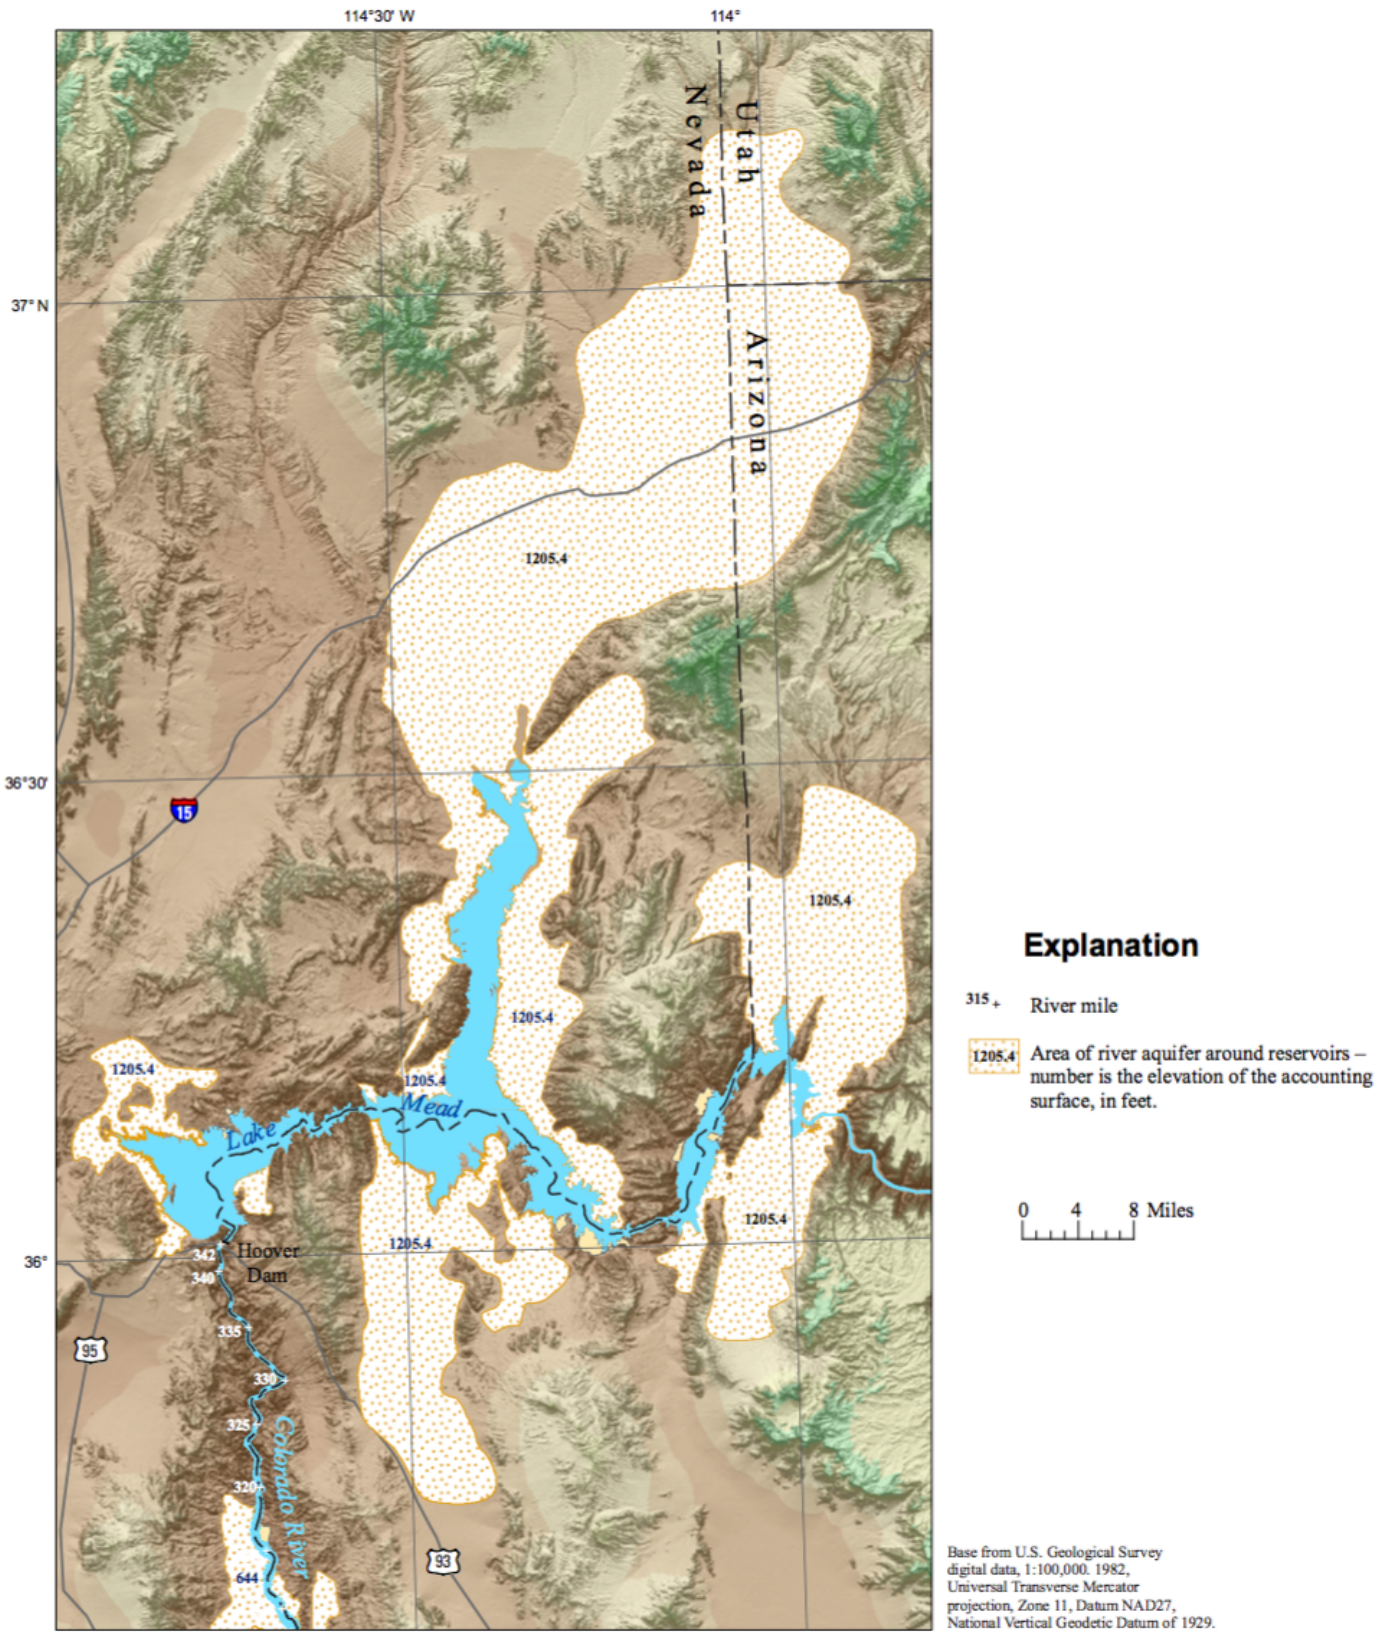 114°30' W
114°
Nevada
Utah
37° N
Arizona
1205.4
36°30'
15
1205.4
Explanation
315 + River mile
1205.4
1205.4
1205.4
1205.4 Area of river aquifer around reservoirs –
number is the elevation of the accounting
surface, in feet.
Lake Mead
1205.4
1205.4
0 4 8 Miles
36°
342
Hoover
Dam
340
335
95
330
325
Colorado River
320
93
644
Base from U.S. Geological Survey
digital data, 1:100,000. 1982,
Universal Transverse Mercator
projection, Zone 11, Datum NAD27,
National Vertical Geodetic Datum of 1929.